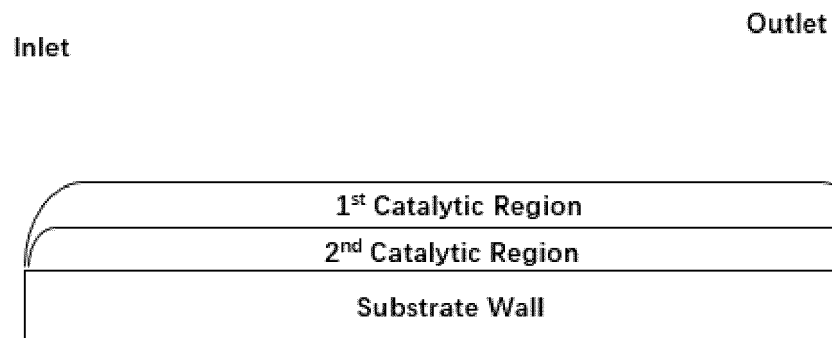 Outlet
Inlet
1st Catalytic Region
2nd Catalytic Region
Substrate Wall